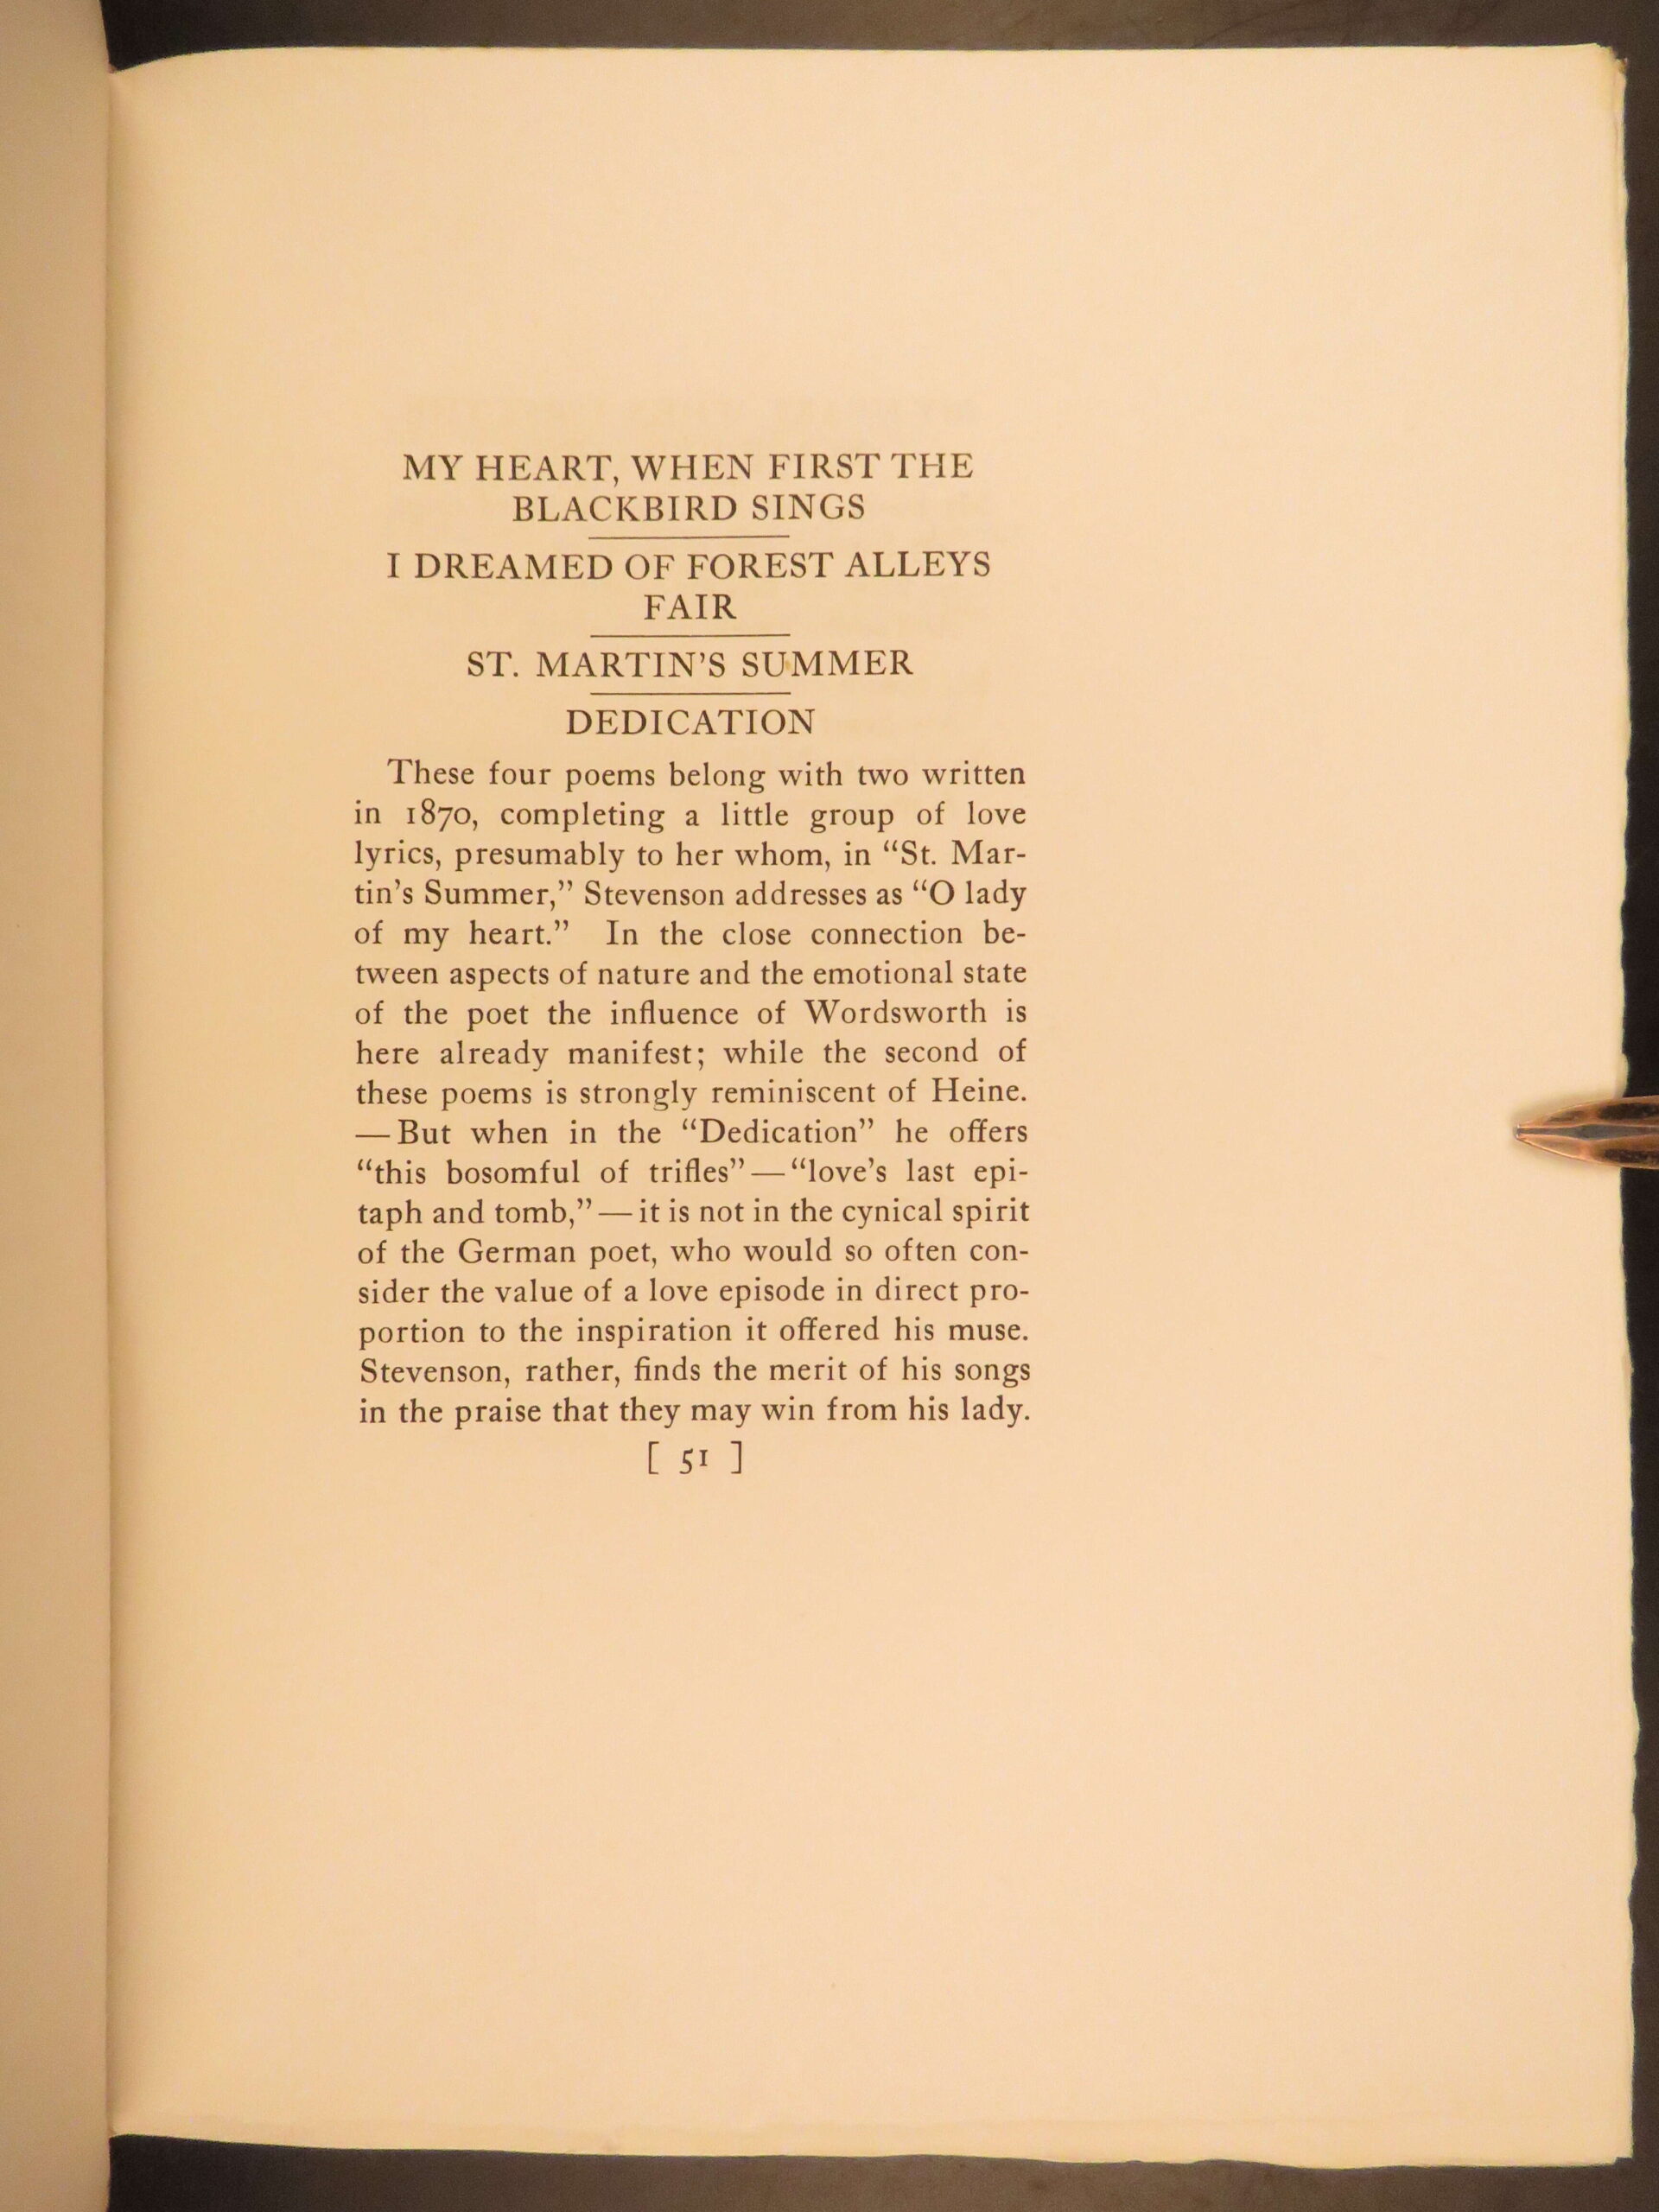 MY HEART, WHEN FIRST THE
BLACKBIRD SINGS
I DREAMED OF FOREST ALLEYS
FAIR
ST. MARTIN'S SUMMER
DEDICATION
These four poems belong with two written
in 1870, completing a little group of love
lyrics, presumably to her whom, in “St. Mar-
tin's Summer,” Stevenson addresses as “O lady
of my heart.” In the close connection be-
tween aspects of nature and the emotional state
of the poet the influence of Wordsworth is
here already manifest; while the second of
these poems is strongly reminiscent of Heine.
—But when in the “Dedication” he offers
“this bosomful of trifles”—“love's last epi-
taph and tomb,”—it is not in the cynical spirit
of the German poet, who would so often con-
sider the value of a love episode in direct pro-
portion to the inspiration it offered his muse.
Stevenson, rather, finds the merit of his songs
in the praise that they may win from his lady.
[ 51 ]